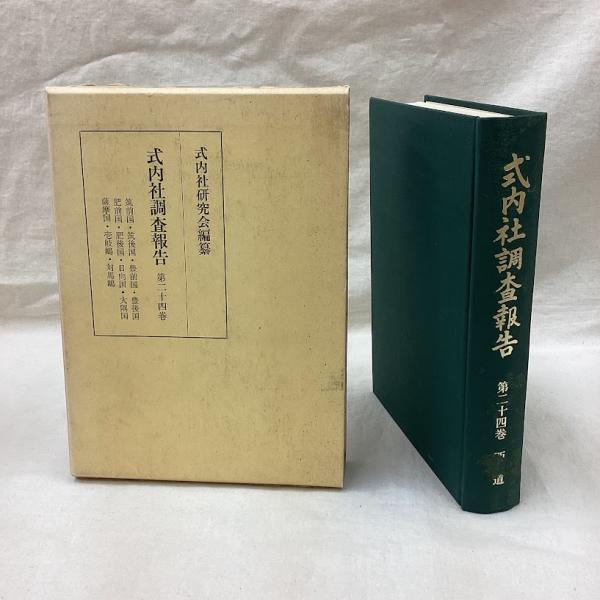 式内社研究会編纂
式内社調査報告 第二十四巻
筑前国・筑後国・豊前国・豊後国
肥前国・肥後国・日向国・大隅国
薩摩国・壱岐嶋・対馬嶋
式内社調査報告 第二十四巻 西 道